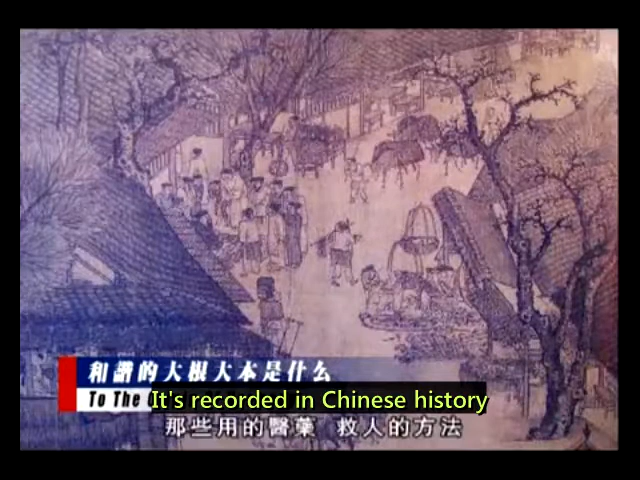 和諧的大根大本是什么
To The
It's recorded in Chinese history
那些用的醫藥 救人的方法